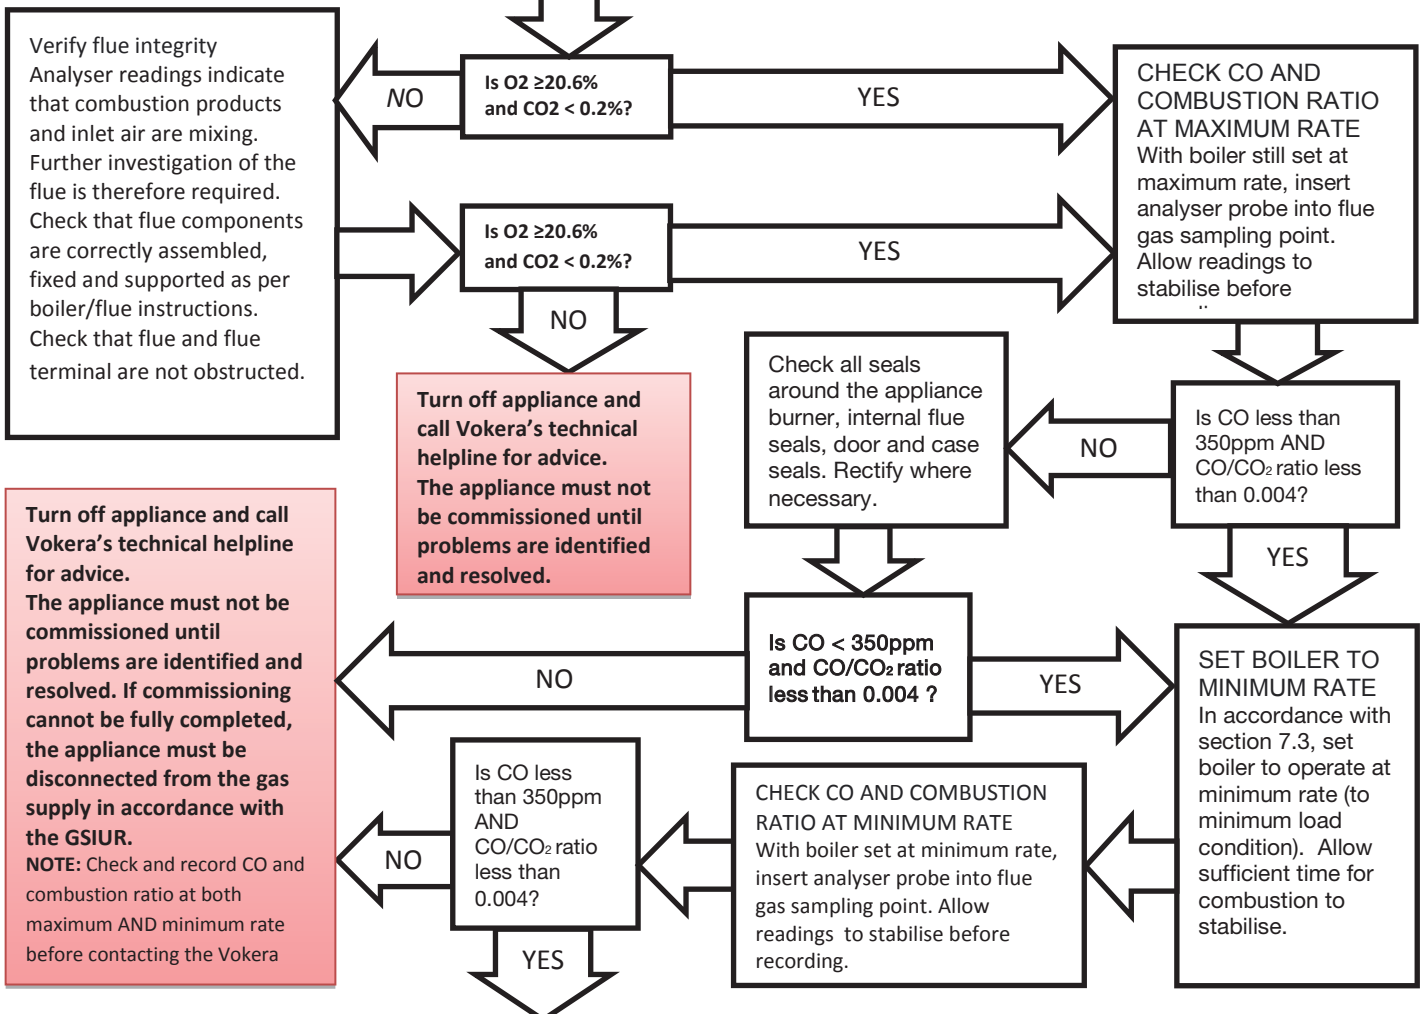 Verify flue integrity
Analyser readings indicate
that combustion products
and inlet air are mixing.
Further investigation of the
flue is therefore required.
Check that flue components
are correctly assembled,
fixed and supported as per
boiler/flue instructions.
Check that flue and flue
terminal are not obstructed.
NO
Is O2 ≥20.6%
and CO2 < 0.2%?
YES
CHECK CO AND
COMBUSTION RATIO
AT MAXIMUM RATE
With boiler still set at
maximum rate, insert
analyser probe into flue
gas sampling point.
Allow readings to
stabilise before
Is O2 ≥20.6%
and CO2 < 0.2%?
YES
NO
Turn off appliance and
call Vokera’s technical
helpline for advice.
The appliance must not
be commissioned until
problems are identified
and resolved.
Check all seals
around the appliance
burner, internal flue
seals, door and case
seals. Rectify where
necessary.
NO
Is CO less than
350ppm AND
CO/CO₂ ratio less
than 0.004?
YES
Turn off appliance and call
Vokera’s technical helpline
for advice.
The appliance must not be
commissioned until
problems are identified and
resolved. If commissioning
cannot be fully completed,
the appliance must be
disconnected from the gas
supply in accordance with
the GSIUR.
NOTE: Check and record CO and
combustion ratio at both
maximum AND minimum rate
before contacting the Vokera
NO
Is CO < 350ppm
and CO/CO₂ ratio
less than 0.004 ?
YES
SET BOILER TO
MINIMUM RATE
In accordance with
section 7.3, set
boiler to operate at
minimum rate (to
minimum load
condition). Allow
sufficient time for
combustion to
stabilise.
NO
Is CO less
than 350ppm
AND
CO/CO₂ ratio
less than
0.004?
YES
CHECK CO AND COMBUSTION
RATIO AT MINIMUM RATE
With boiler set at minimum rate,
insert analyser probe into flue
gas sampling point. Allow
readings to stabilise before
recording.